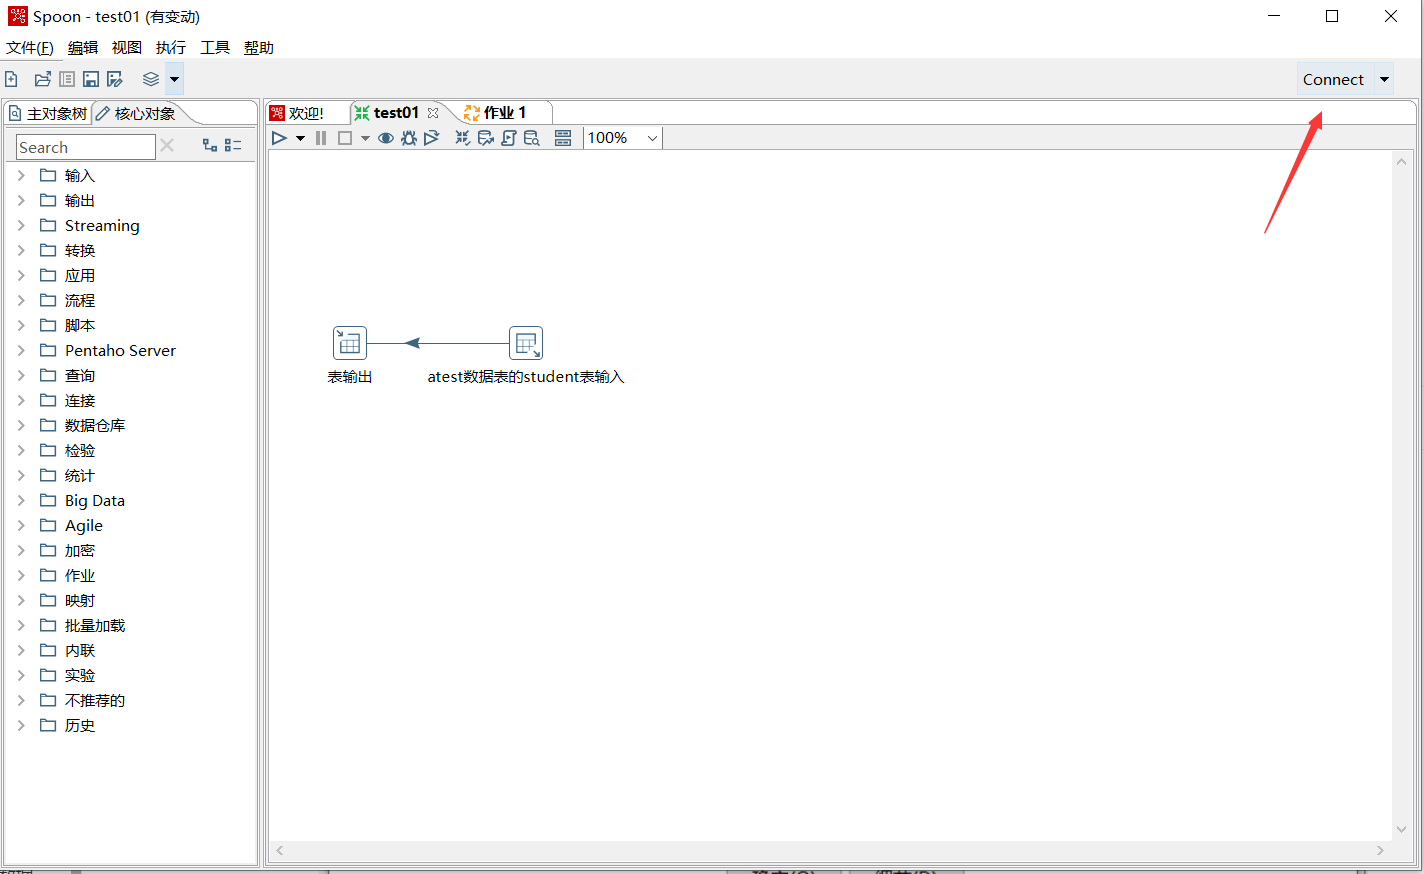 Spoon - test01 (有变动)
文件(F) 编辑 视图 执行 工具 帮助
Connect
主对象树 核心对象
欢迎! test01 作业 1
100%
Search
输入
输出
Streaming
转换
应用
流程
脚本
Pentaho Server
查询
连接
数据仓库
检验
统计
Big Data
Agile
加密
作业
映射
批量加载
内联
实验
不推荐的
历史
表输出
atest数据表的student表输入